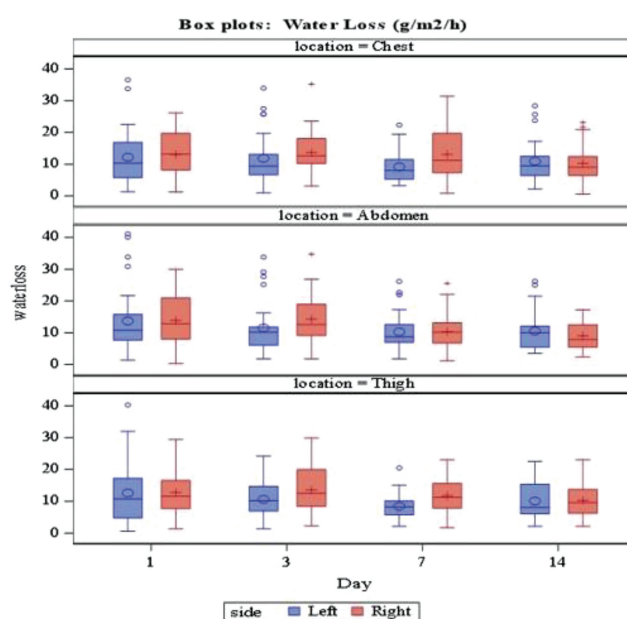 Box plots: Water Loss (g/m2/h)
location = Chest
40
30
20
10
0
location = Abdomen
40
30
20
10
0
waterloss
location = Thigh
40
30
20
10
0
1 3 7 14
Day
side Left Right